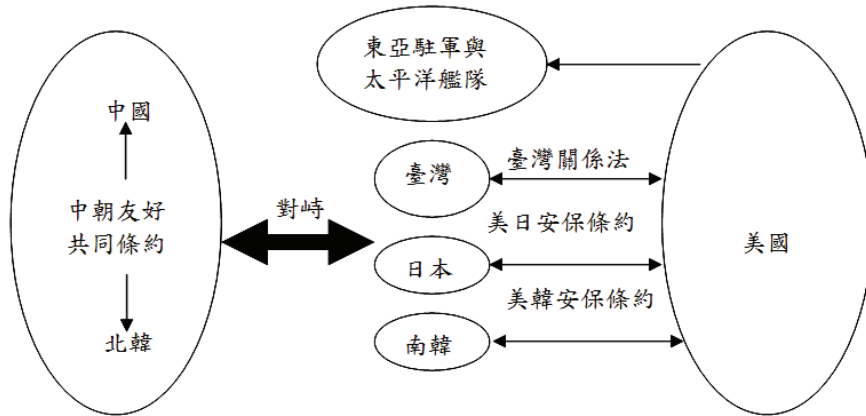 中國
中朝友好
共同條約
北韓
對峙
東亞駐軍與
太平洋艦隊
臺灣
臺灣關係法
美日安保條約
日本
美韓安保條約
南韓
美國